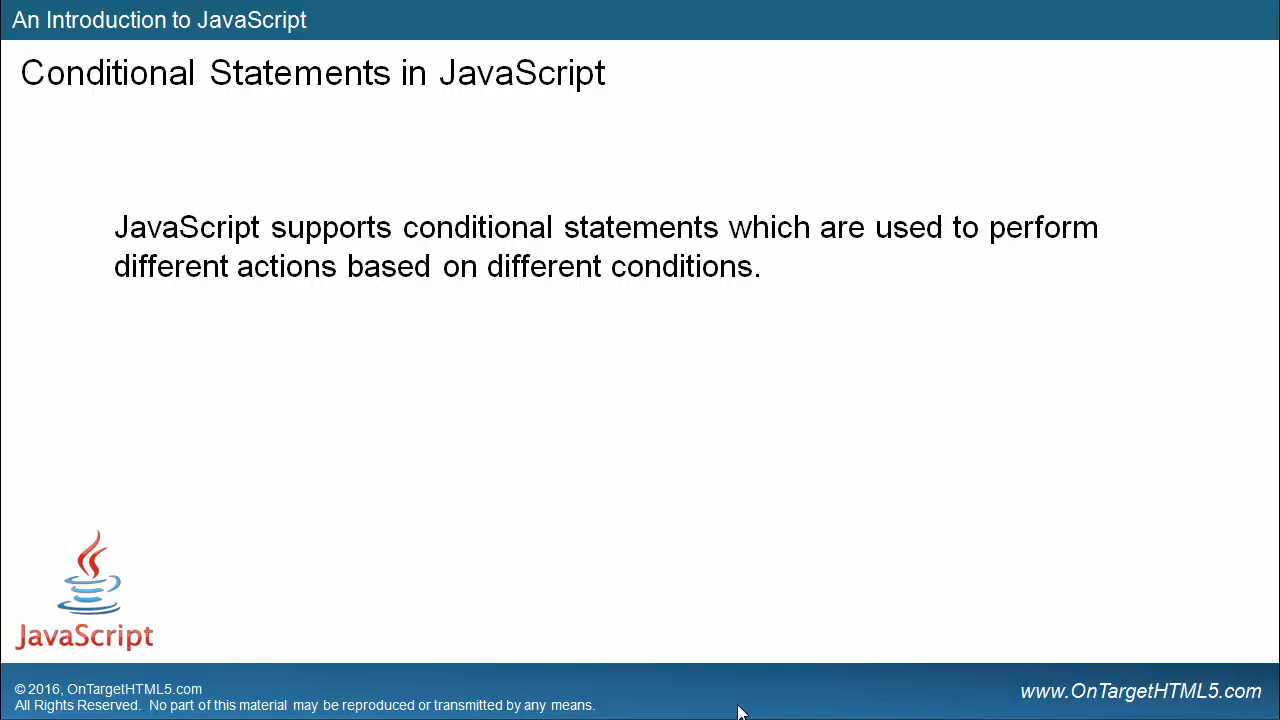 An Introduction to JavaScript
Conditional Statements in JavaScript
JavaScript supports conditional statements which are used to perform
different actions based on different conditions.
JavaScript
© 2016, OnTargetHTML5.com
All Rights Reserved. No part of this material may be reproduced or transmitted by any means.
www.OnTargetHTML5.com